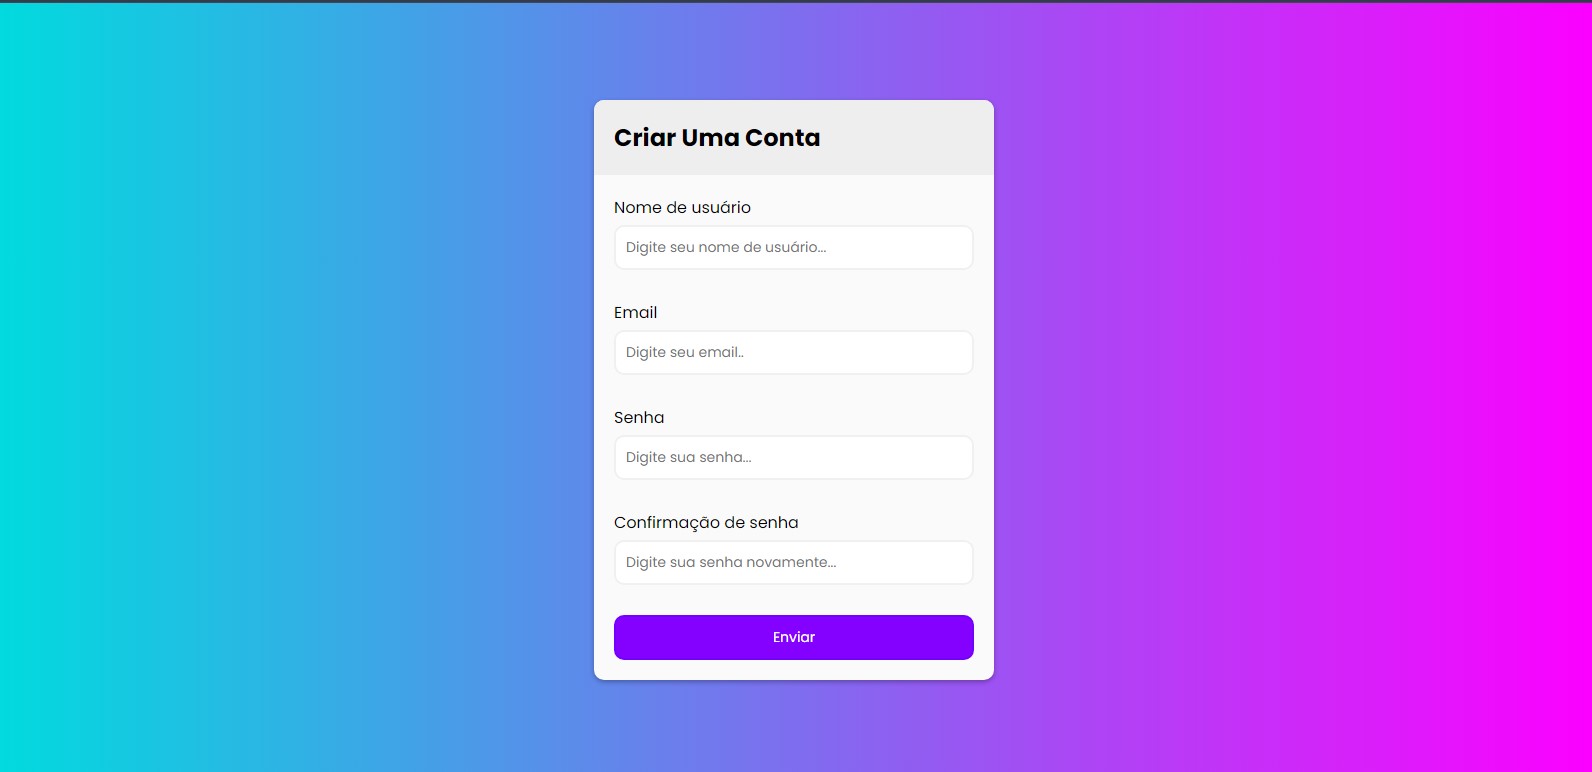 Criar Uma Conta
Nome de usuário
Digite seu nome de usuário...
Email
Digite seu email..
Senha
Digite sua senha...
Confirmação de senha
Digite sua senha novamente...
Enviar